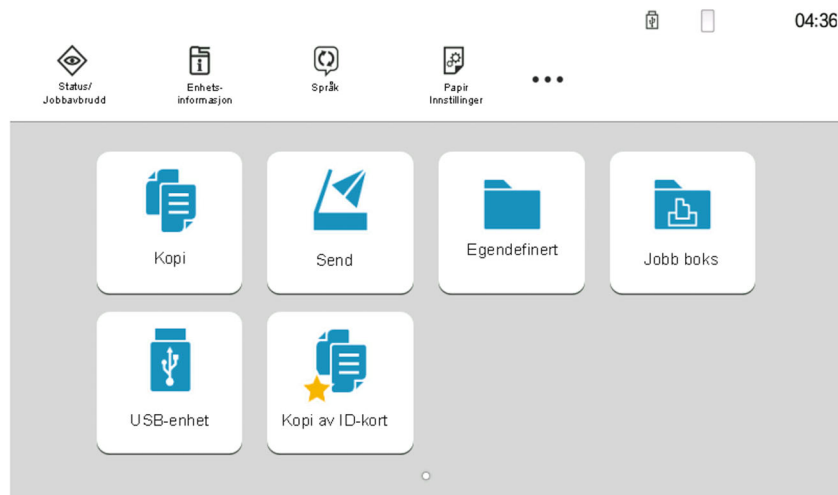 04:36
Status/
Jobbavbrudd
Enhets-
informasjon
Språk
Papir
Innstillinger
Kopi
Send
Egendefinert
Jobb boks
USB-enhet
Kopi av ID-kort